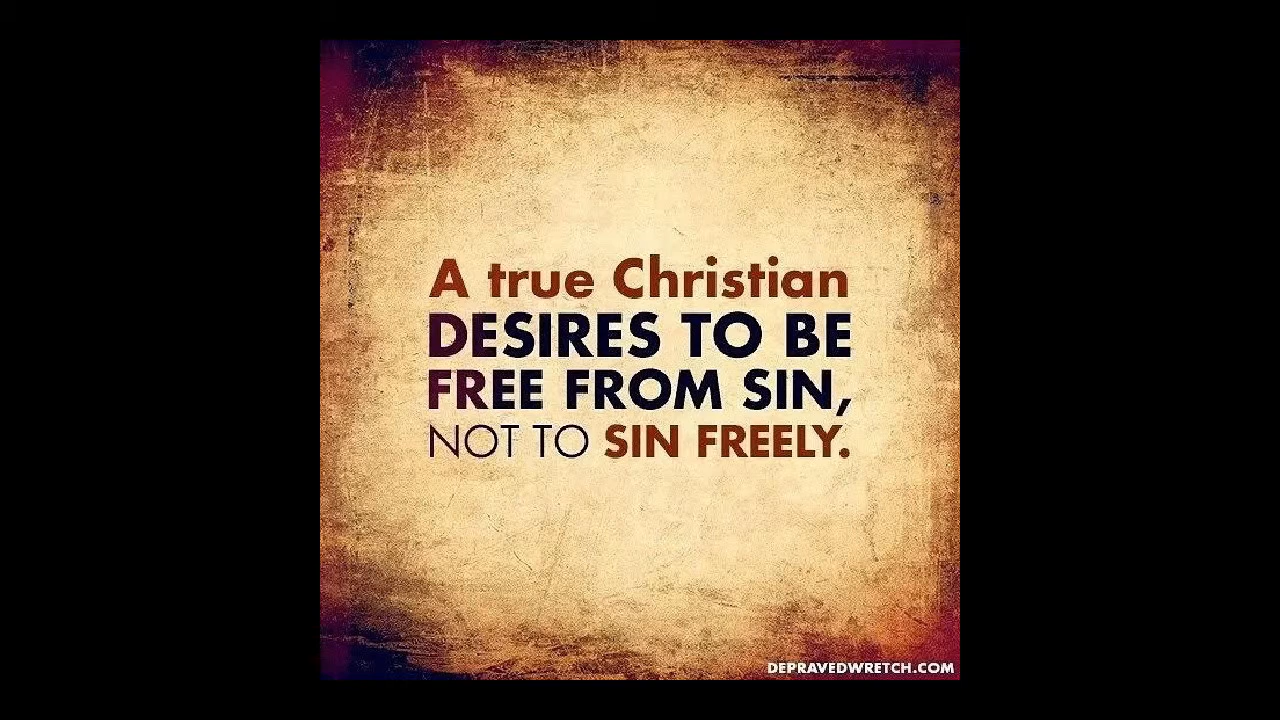 A true Christian
DESIRES TO BE
FREE FROM SIN,
NOT TO SIN FREELY.
DEPRAVEDWRETCH.COM